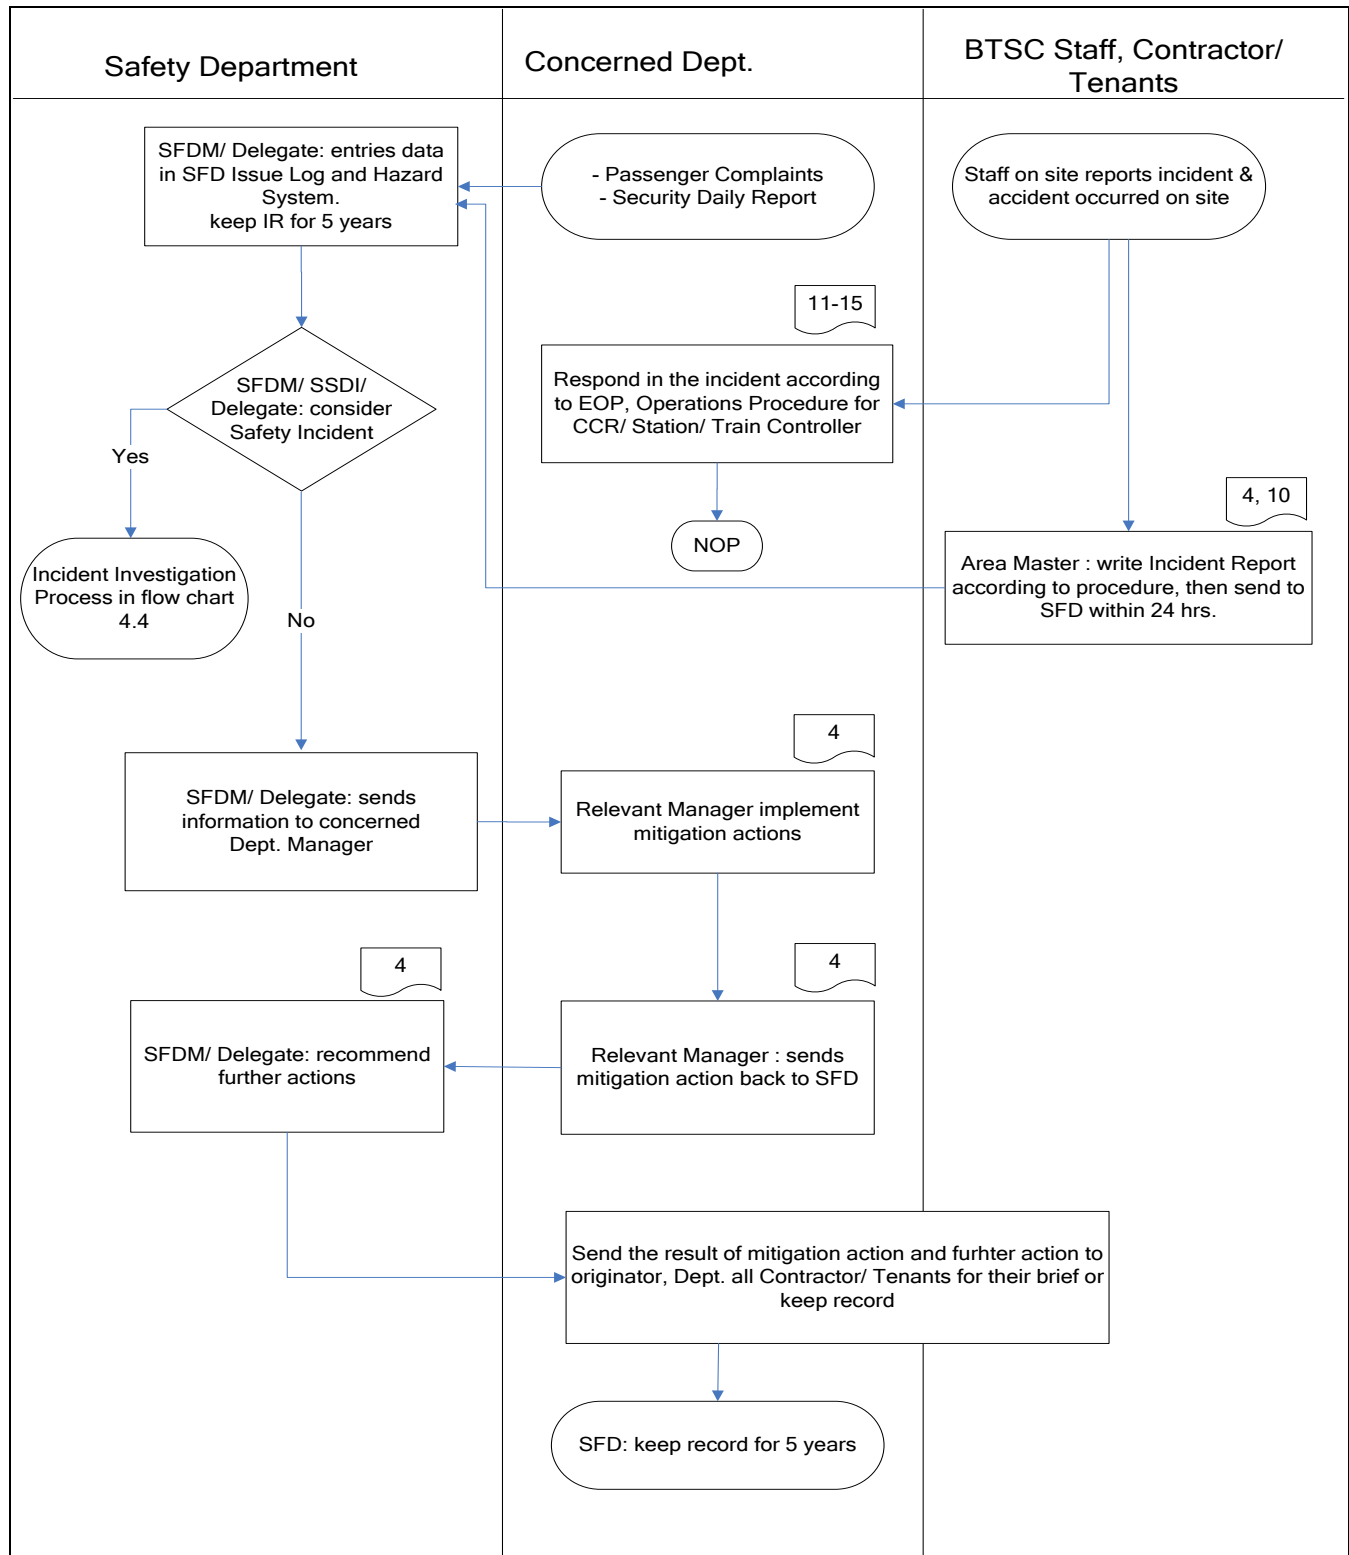 Safety Department
Concerned Dept.
BTSC Staff, Contractor/
Tenants
SFDM/ Delegate: entries data
in SFD Issue Log and Hazard
System.
keep IR for 5 years
- Passenger Complaints
- Security Daily Report
Staff on site reports incident &
accident occurred on site
11-15
Respond in the incident according
to EOP, Operations Procedure for
CCR/ Station/ Train Controller
SFDM/ SSDI/
Delegate: consider
Safety Incident
Yes
4, 10
NOP
Area Master : write Incident Report
according to procedure, then send to
SFD within 24 hrs.
Incident Investigation
Process in flow chart
4.4
No
4
SFDM/ Delegate: sends
information to concerned
Dept. Manager
Relevant Manager implement
mitigation actions
4
4
SFDM/ Delegate: recommend
further actions
Relevant Manager : sends
mitigation action back to SFD
Send the result of mitigation action and furhter action to
originator, Dept. all Contractor/ Tenants for their brief or
keep record
SFD: keep record for 5 years